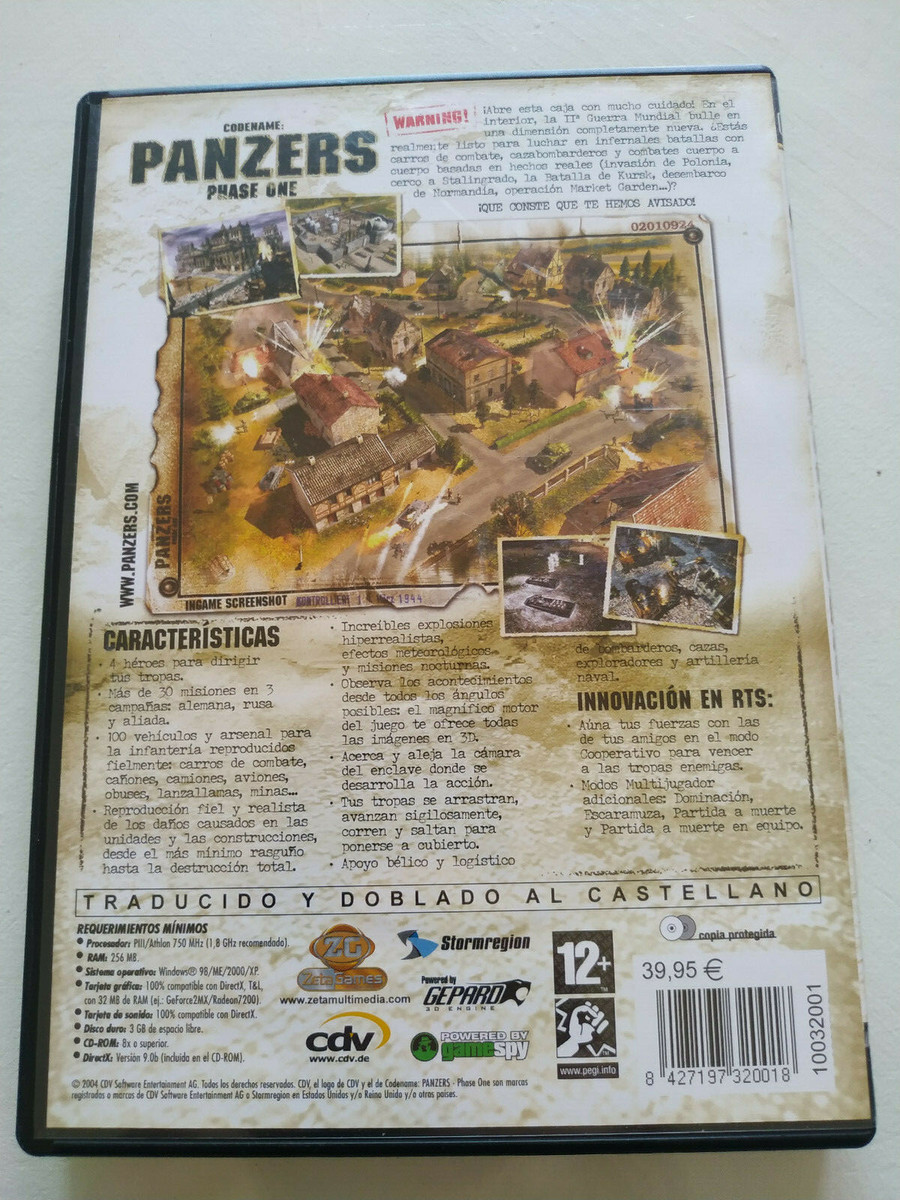 CODENAME:
PANZERS
PHASE ONE
WARNING!
¡Abre esta caja con mucho cuidado! En el
interior, la IIª Guerra Mundial bulle en
una dimensión completamente nueva. ¿Estás
realmente listo para luchar en infernales batallas con
carros de combate, cazabombarderos y combates cuerpo a
cuerpo basadas en hechos reales (invasión de Polonia,
cerco a Stalingrado, la Batalla de Kursk, desembarco
de Normandía, operación Market Garden...)?
¡QUE CONSTE QUE TE HEMOS AVISADO!
02010924
WWW.PANZERS.COM
PANZERS
INGAME SCREENSHOT
1944
CARACTERÍSTICAS
· 4 héroes para dirigir
tus tropas.
· Más de 30 misiones en 3
campañas: alemana, rusa
y aliada.
· 100 vehículos y arsenal para
la infantería reproducidos
fielmente: carros de combate,
cañones, camiones, aviones,
obuses, lanzallamas, minas...
· Reproducción fiel y realista
de los daños causados en las
unidades y las construcciones,
desde el más mínimo rasguño
hasta la destrucción total.
· Increíbles explosiones
hiperrealistas,
efectos meteorológicos
y misiones nocturnas.
· Observa los acontecimientos
desde todos los ángulos
posibles: el magnífico motor
del juego te ofrece todas
las imágenes en 3D.
· Acerca y aleja la cámara
del enclave donde se
desarrolla la acción.
· Tus tropas se arrastran,
avanzan sigilosamente,
corren y saltan para
ponerse a cubierto.
· Apoyo bélico y logístico
de bombarderos, cazas,
exploradores y artillería
naval.
INNOVACIÓN EN RTS:
· Aúna tus fuerzas con las
de tus amigos en el modo
Cooperativo para vencer
a las tropas enemigas.
· Modos Multijugador
adicionales: Dominación,
Escaramuza, Partida a muerte
y Partida a muerte en equipo.
TRADUCIDO Y DOBLADO AL CASTELLANO
REQUERIMIENTOS MÍNIMOS
• Procesador: PIII/Athlon 750 MHz (1,8 GHz recomendado).
• RAM: 256 MB.
• Sistema operativo: Windows® 98/ME/2000/XP.
• Tarjeta gráfica: 100% compatible con DirectX, T&L,
con 32 MB de RAM (ej.: GeForce2MX/Radeon7200).
• Tarjeta de sonido: 100% compatible con DirectX.
• Disco duro: 3 GB de espacio libre.
• CD-ROM: 8x o superior.
• DirectX: Versión 9.0b (incluida en el CD-ROM).
ZG
ZetaGames
www.zetamultimedia.com
cdv
www.cdv.de
Stormregion
Powered by
GEPARD
3D ENGINE
POWERED BY
gamespy
12+
www.pegi.info
copia protegida
39,95 €
8 427197 320018
10032001
© 2004 CDV Software Entertainment AG. Todos los derechos reservados. CDV, el logo de CDV y el de Codename: PANZERS - Phase One son marcas
registradas o marcas de CDV Software Entertainment AG o Stormregion en Estados Unidos y/o Reino Unido y/o otros países.